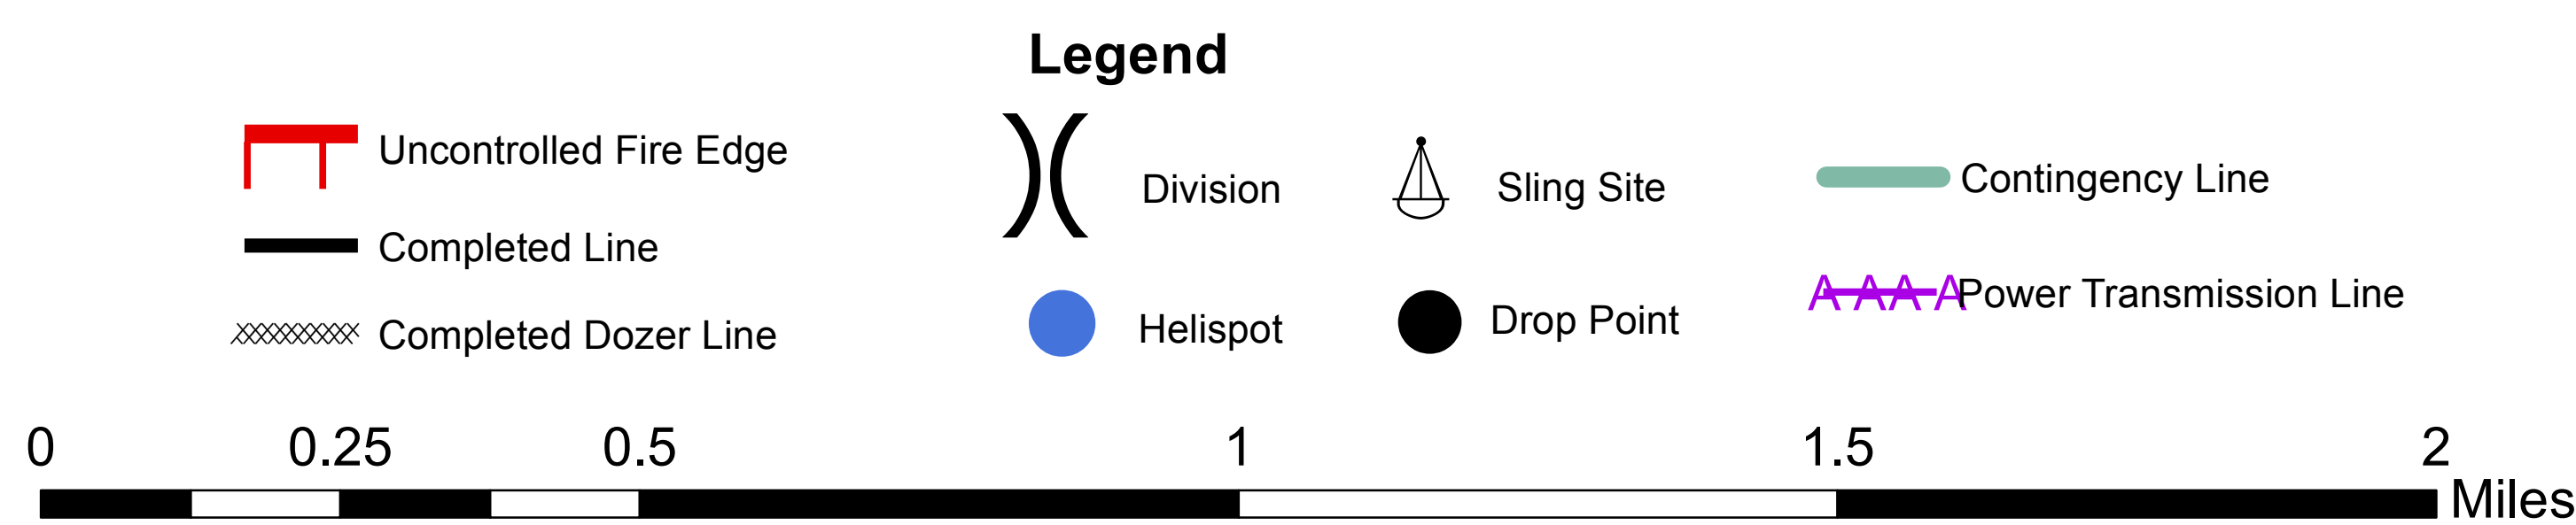 Legend
Uncontrolled Fire Edge
Completed Line
Completed Dozer Line
Division
Helispot
Sling Site
Drop Point
Contingency Line
A A A A Power Transmission Line
0 0.25 0.5 1 1.5 2
Miles